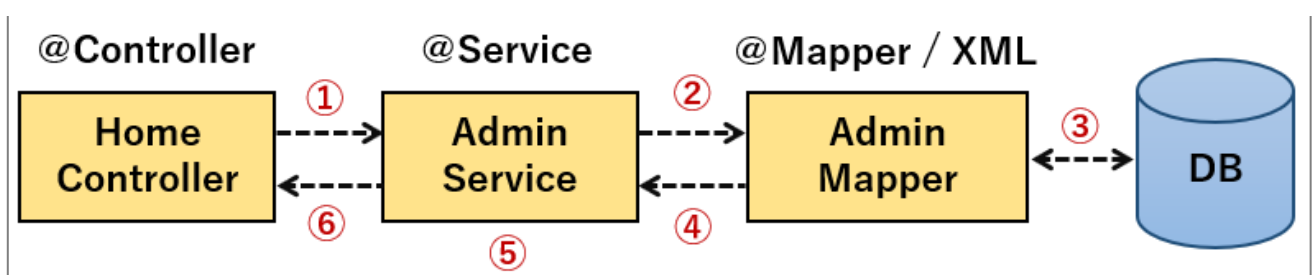 @Controller
@Service
@Mapper / XML
①
②
③
Home
Controller
Admin
Service
Admin
Mapper
DB
⑥
④
⑤